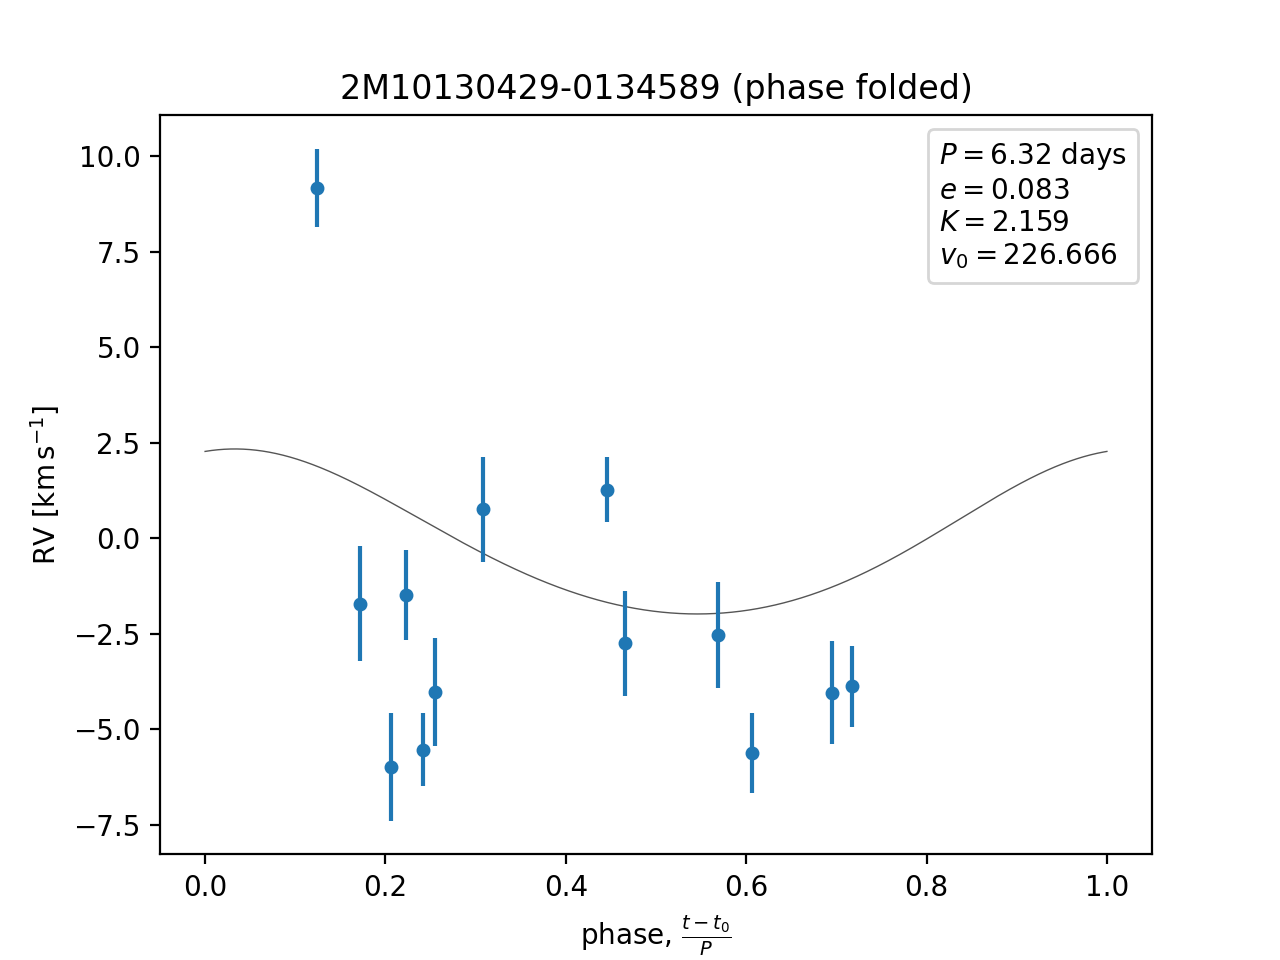 2M10130429-0134589 (phase folded)
P = 6.32 days
e = 0.083
K = 2.159
v₀ = 226.666
10.0
7.5
5.0
2.5
0.0
−2.5
−5.0
−7.5
RV [km s⁻¹]
0.0 0.2 0.4 0.6 0.8 1.0
phase, (t − t₀)/P